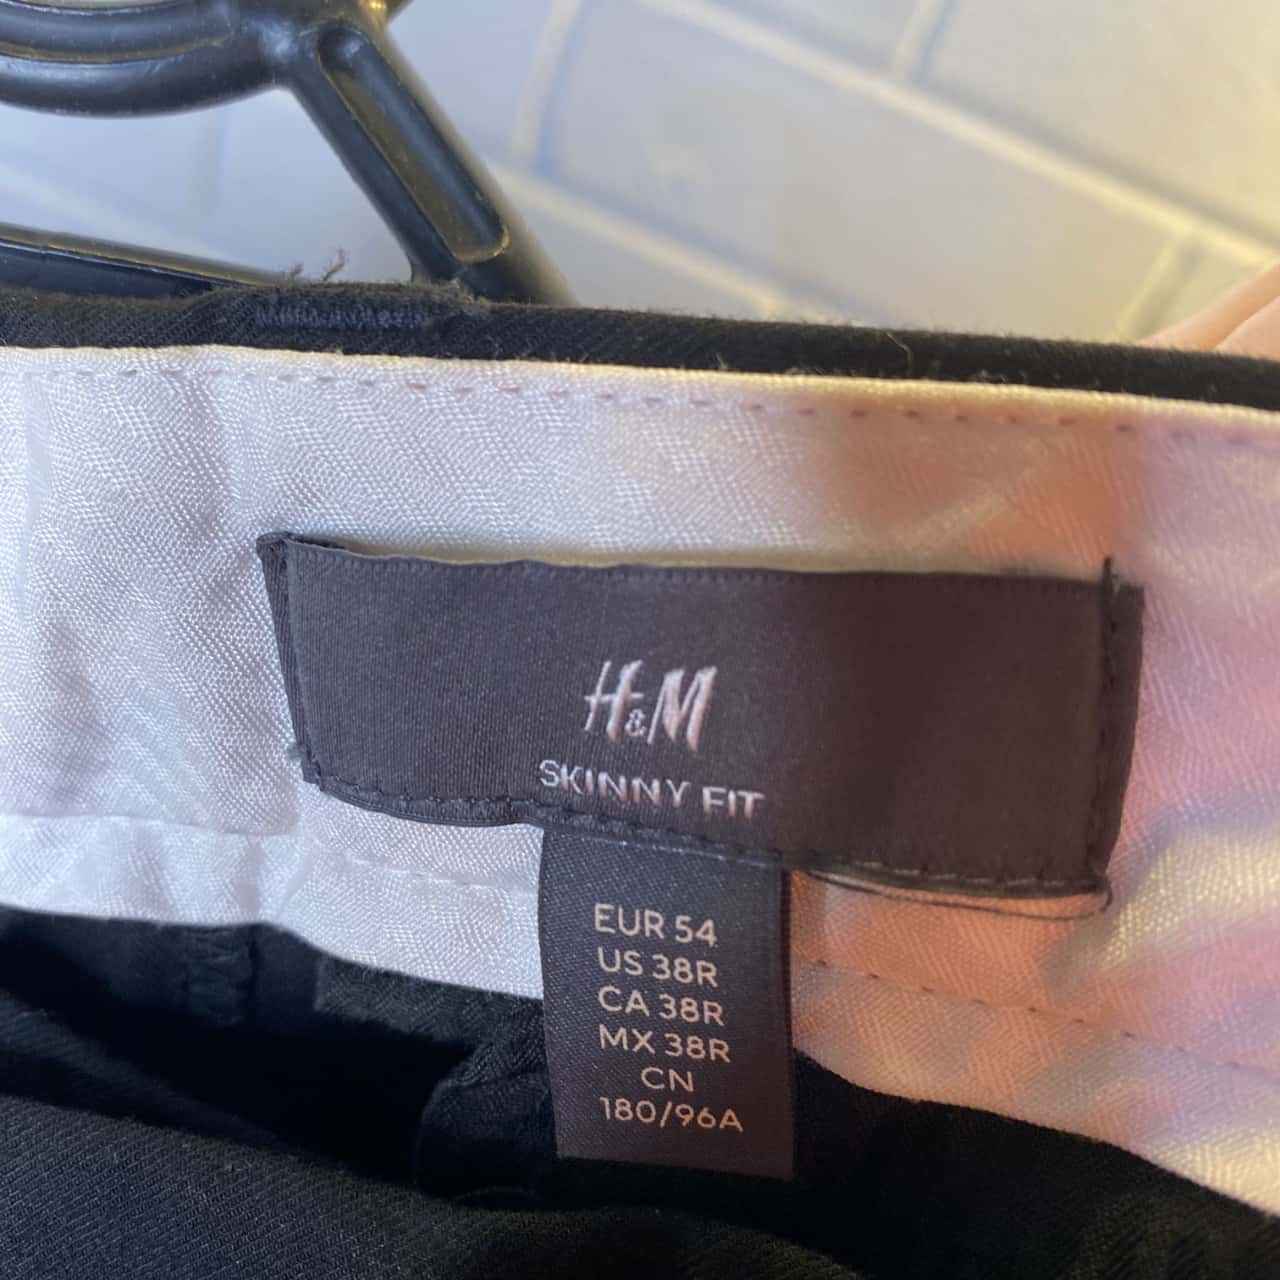 H&M
SKINNY FIT
EUR 54
US 38R
CA 38R
MX 38R
CN
180/96A